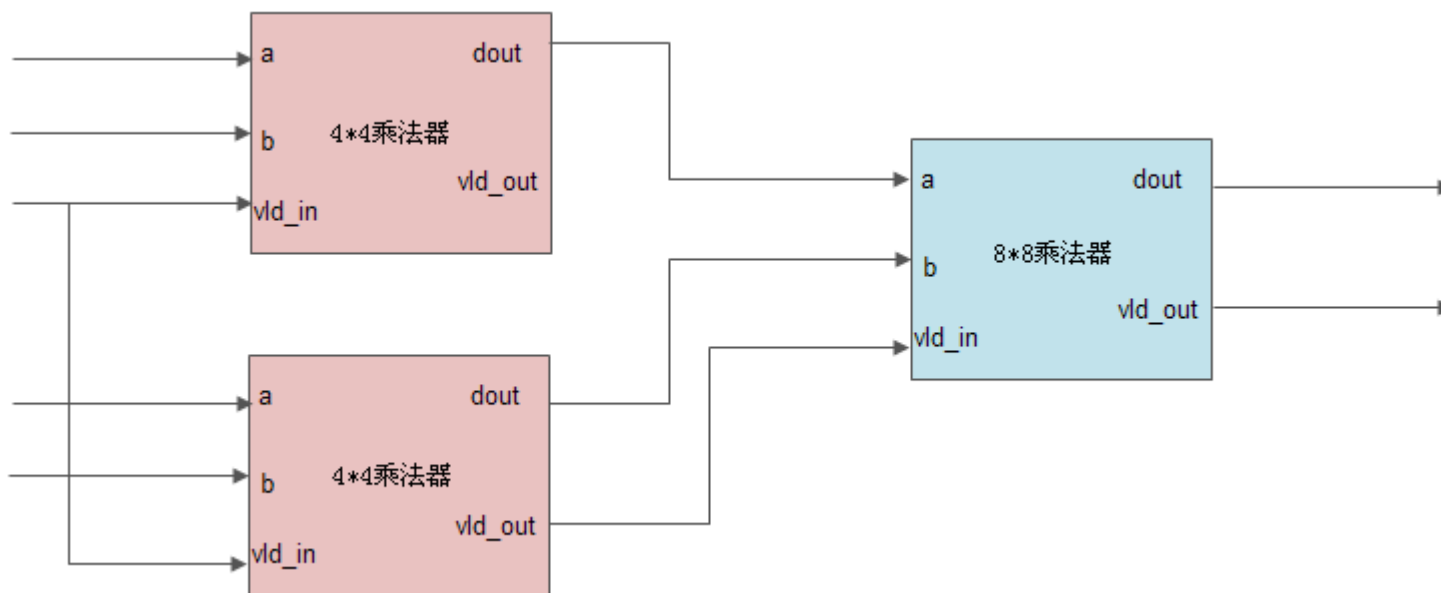 a
dout
4*4乘法器
b
vld_out
vld_in
a
dout
8*8乘法器
b
vld_out
vld_in
a
dout
4*4乘法器
b
vld_out
vld_in